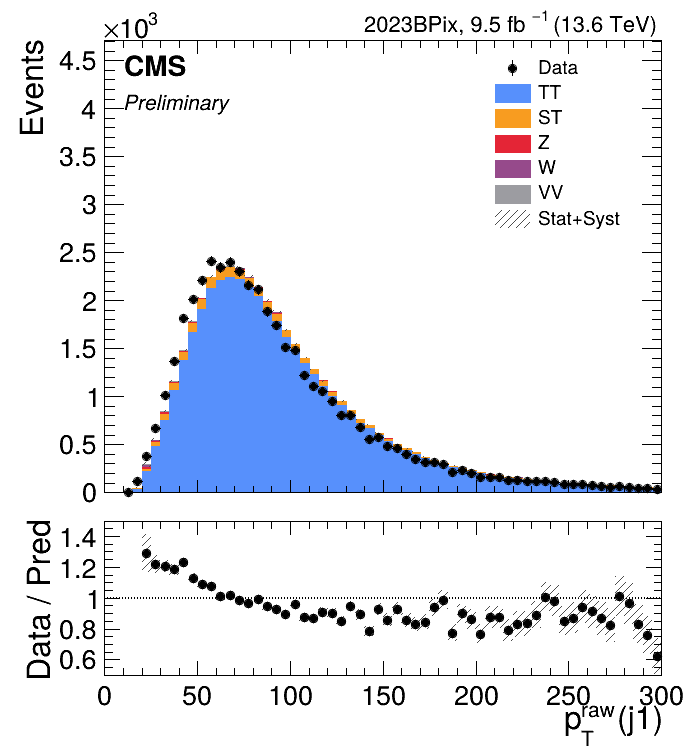 ×10³
2023BPix, 9.5 fb⁻¹ (13.6 TeV)
Events
4.5
4
3.5
3
2.5
2
1.5
1
0.5
0
CMS
Preliminary
Data
TT
ST
Z
W
VV
Stat+Syst
Data / Pred
1.4
1.2
1
0.8
0.6
0 50 100 150 200 250 300
p_T^raw(j1)